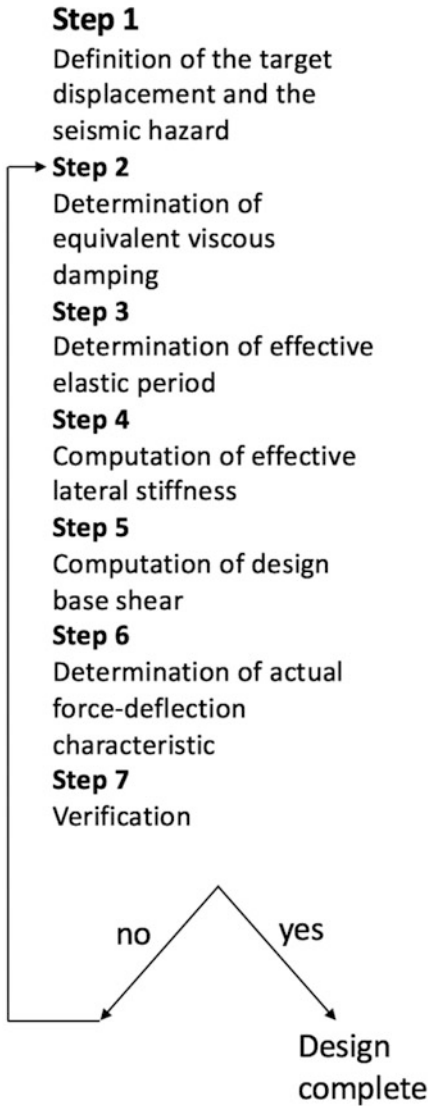 Step 1
Definition of the target
displacement and the
seismic hazard
Step 2
Determination of
equivalent viscous
damping
Step 3
Determination of effective
elastic period
Step 4
Computation of effective
lateral stiffness
Step 5
Computation of design
base shear
Step 6
Determination of actual
force-deflection
characteristic
Step 7
Verification
no
yes
Design
complete